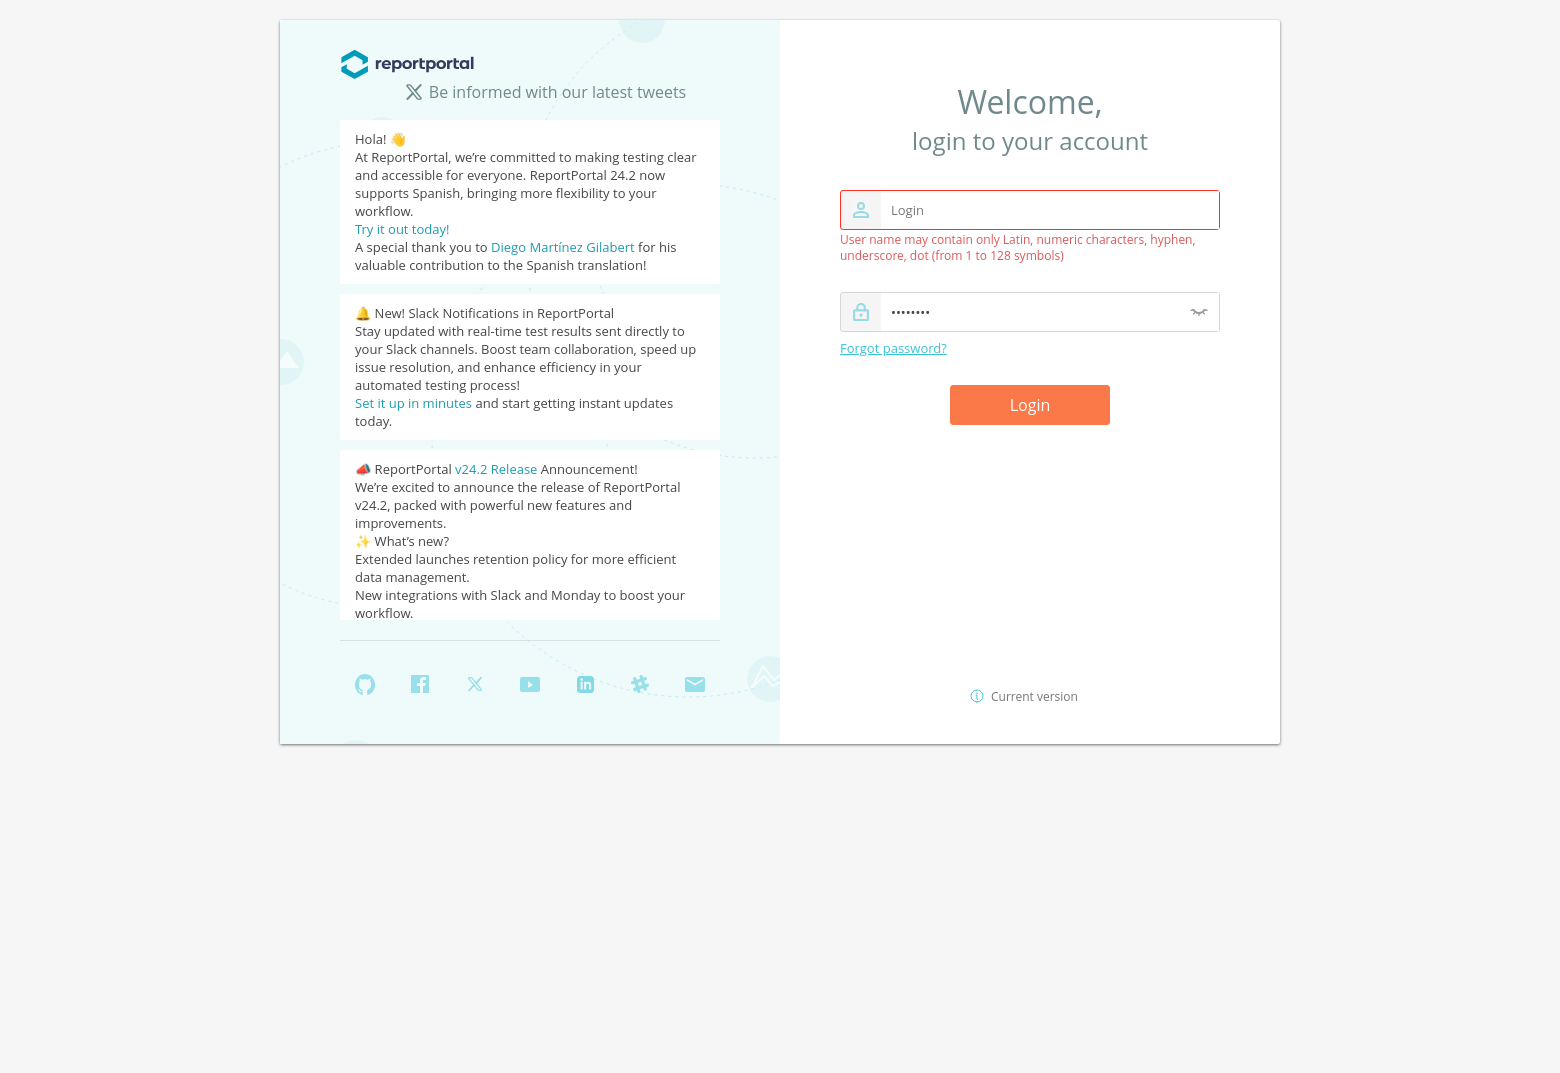 reportportal
Be informed with our latest tweets
Hola! 👋
At ReportPortal, we’re committed to making testing clear
and accessible for everyone. ReportPortal 24.2 now
supports Spanish, bringing more flexibility to your
workflow.
Try it out today!
A special thank you to Diego Martínez Gilabert for his
valuable contribution to the Spanish translation!
🔔 New! Slack Notifications in ReportPortal
Stay updated with real-time test results sent directly to
your Slack channels. Boost team collaboration, speed up
issue resolution, and enhance efficiency in your
automated testing process!
Set it up in minutes and start getting instant updates
today.
📣 ReportPortal v24.2 Release Announcement!
We’re excited to announce the release of ReportPortal
v24.2, packed with powerful new features and
improvements.
✨ What’s new?
Extended launches retention policy for more efficient
data management.
New integrations with Slack and Monday to boost your
workflow.
Welcome,
login to your account
Login
User name may contain only Latin, numeric characters, hyphen,
underscore, dot (from 1 to 128 symbols)
••••••••
Forgot password?
Login
Current version